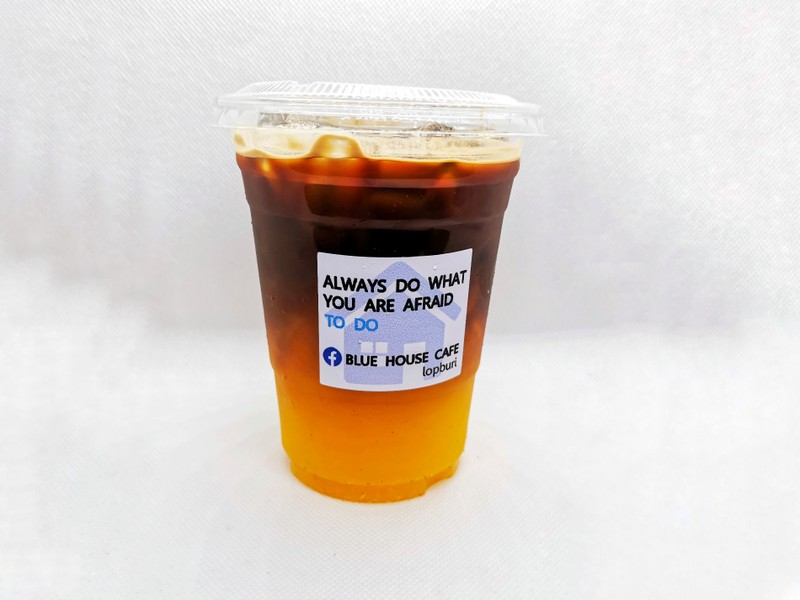 ALWAYS DO WHAT
YOU ARE AFRAID
TO DO
BLUE HOUSE CAFE
lopburi